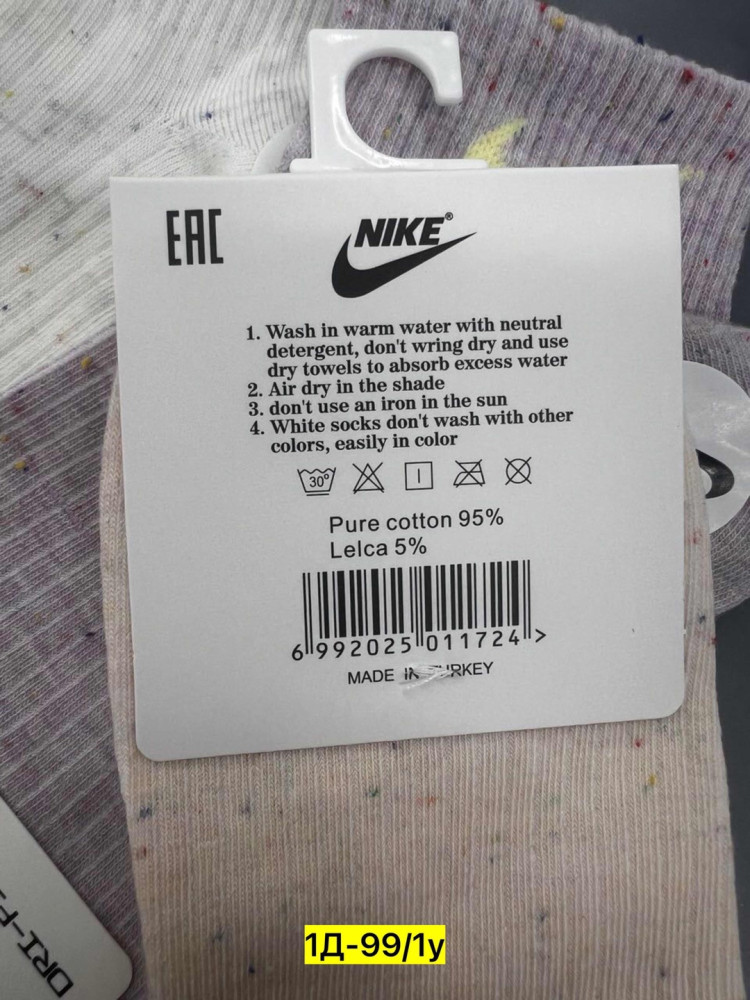 EAC
NIKE®
1. Wash in warm water with neutral
detergent, don't wring dry and use
dry towels to absorb excess water
2. Air dry in the shade
3. don't use an iron in the sun
4. White socks don't wash with other
colors, easily in color
30°
Pure cotton 95%
Lelca 5%
6 992025 011724 >
MADE IN TURKEY
DRI-F
1Д-99/1у